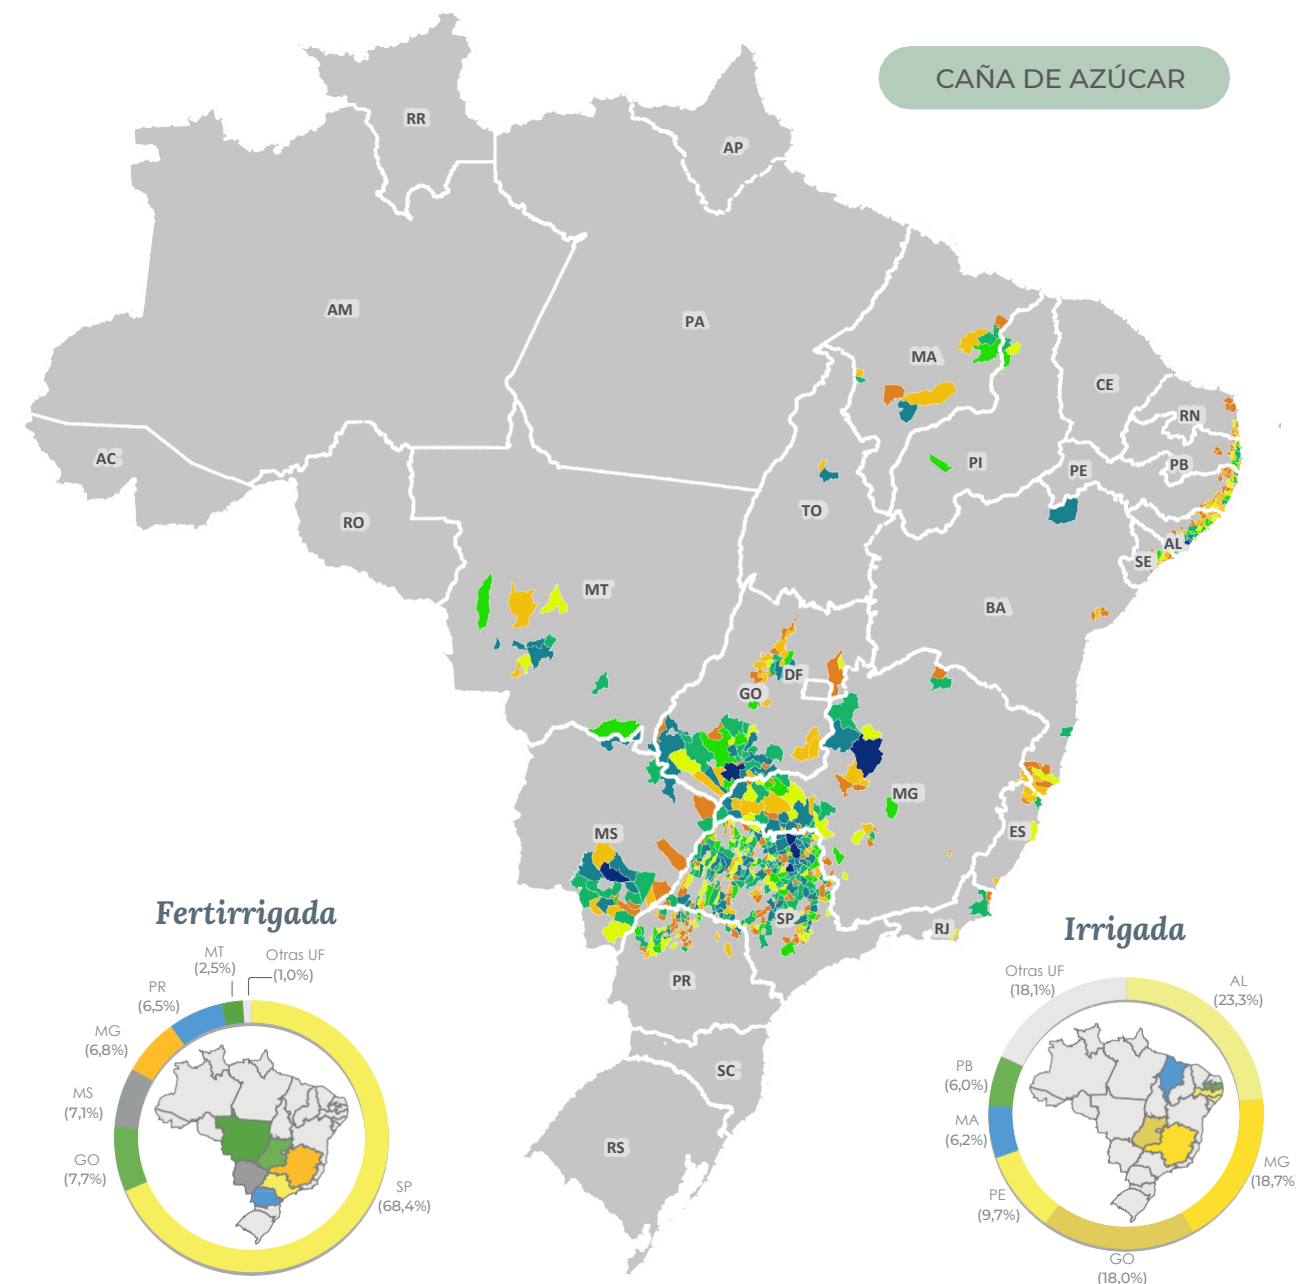 CAÑA DE AZÚCAR
RR
AP
AM
PA
MA
CE
RN
PB
PI
PE
AC
TO
RO
AL
SE
MT
BA
DF
GO
MG
MS
ES
SP
RJ
PR
SC
RS
Fertirrigada
MT
(2,5%)
Otras UF
(1,0%)
PR
(6,5%)
MG
(6,8%)
MS
(7,1%)
GO
(7,7%)
SP
(68,4%)
Irrigada
Otras UF
(18,1%)
AL
(23,3%)
PB
(6,0%)
MA
(6,2%)
PE
(9,7%)
MG
(18,7%)
GO
(18,0%)